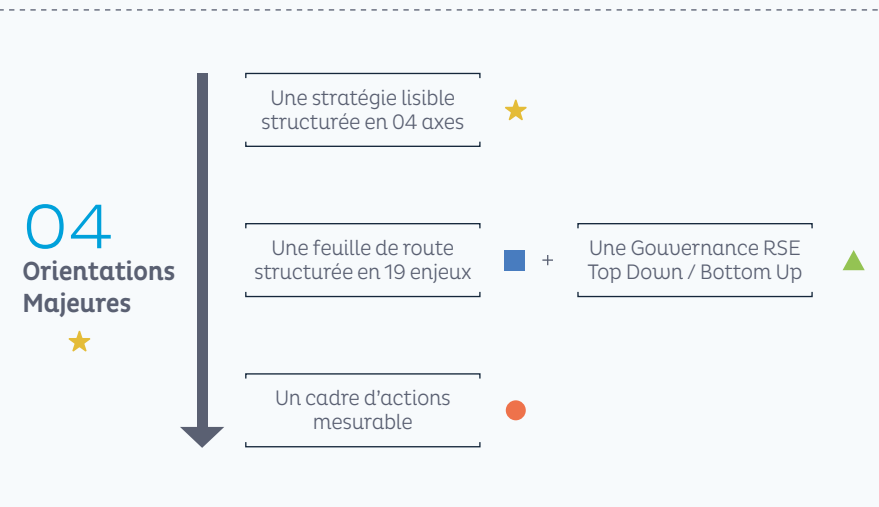 04
Orientations
Majeures
Une stratégie lisible
structurée en 04 axes
Une feuille de route
structurée en 19 enjeux
+
Une Gouvernance RSE
Top Down / Bottom Up
Un cadre d'actions
mesurable